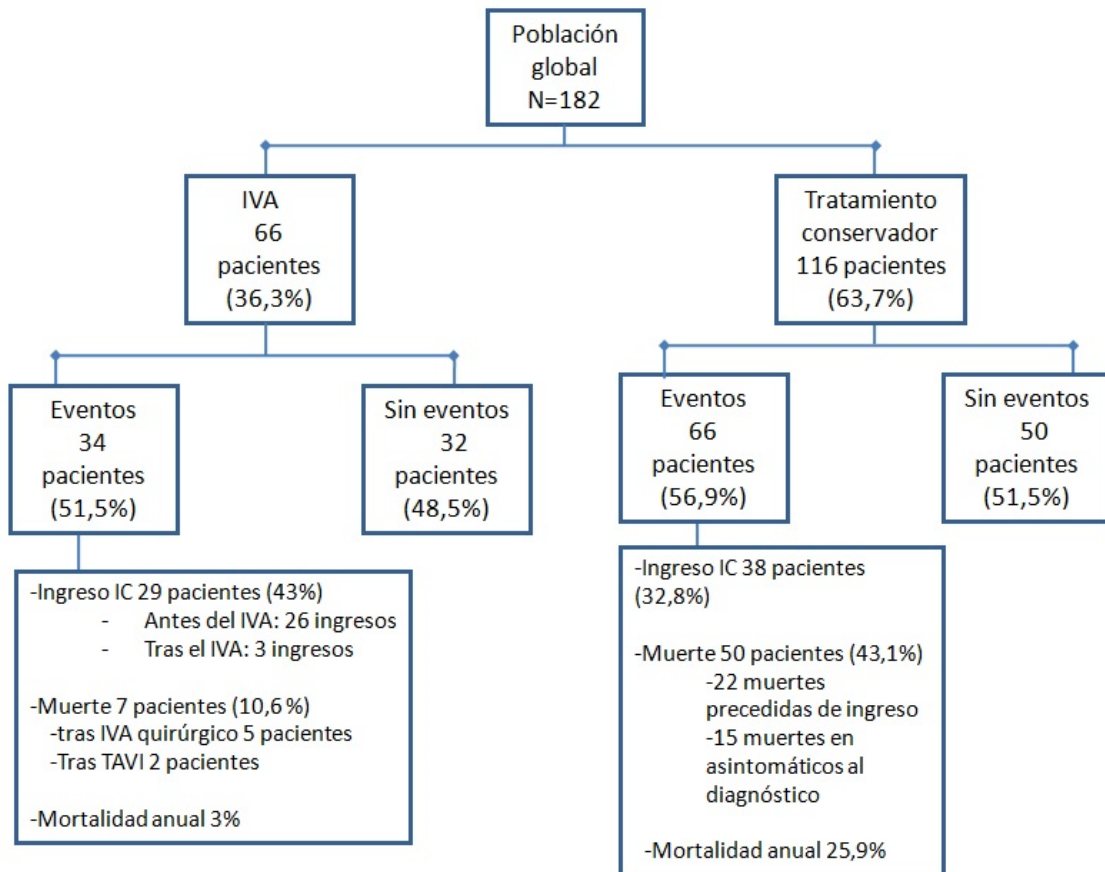 Población
global
N=182
IVA
66
pacientes
(36,3%)
Tratamiento
conservador
116 pacientes
(63,7%)
Eventos
34
pacientes
(51,5%)
Sin eventos
32
pacientes
(48,5%)
Eventos
66
pacientes
(56,9%)
Sin eventos
50
pacientes
(51,5%)
-Ingreso IC 29 pacientes (43%)
- Antes del IVA: 26 ingresos
- Tras el IVA: 3 ingresos
-Muerte 7 pacientes (10,6 %)
-tras IVA quirúrgico 5 pacientes
-Tras TAVI 2 pacientes
-Mortalidad anual 3%
-Ingreso IC 38 pacientes
(32,8%)
-Muerte 50 pacientes (43,1%)
-22 muertes
precedidas de ingreso
-15 muertes en
asintomáticos al
diagnóstico
-Mortalidad anual 25,9%